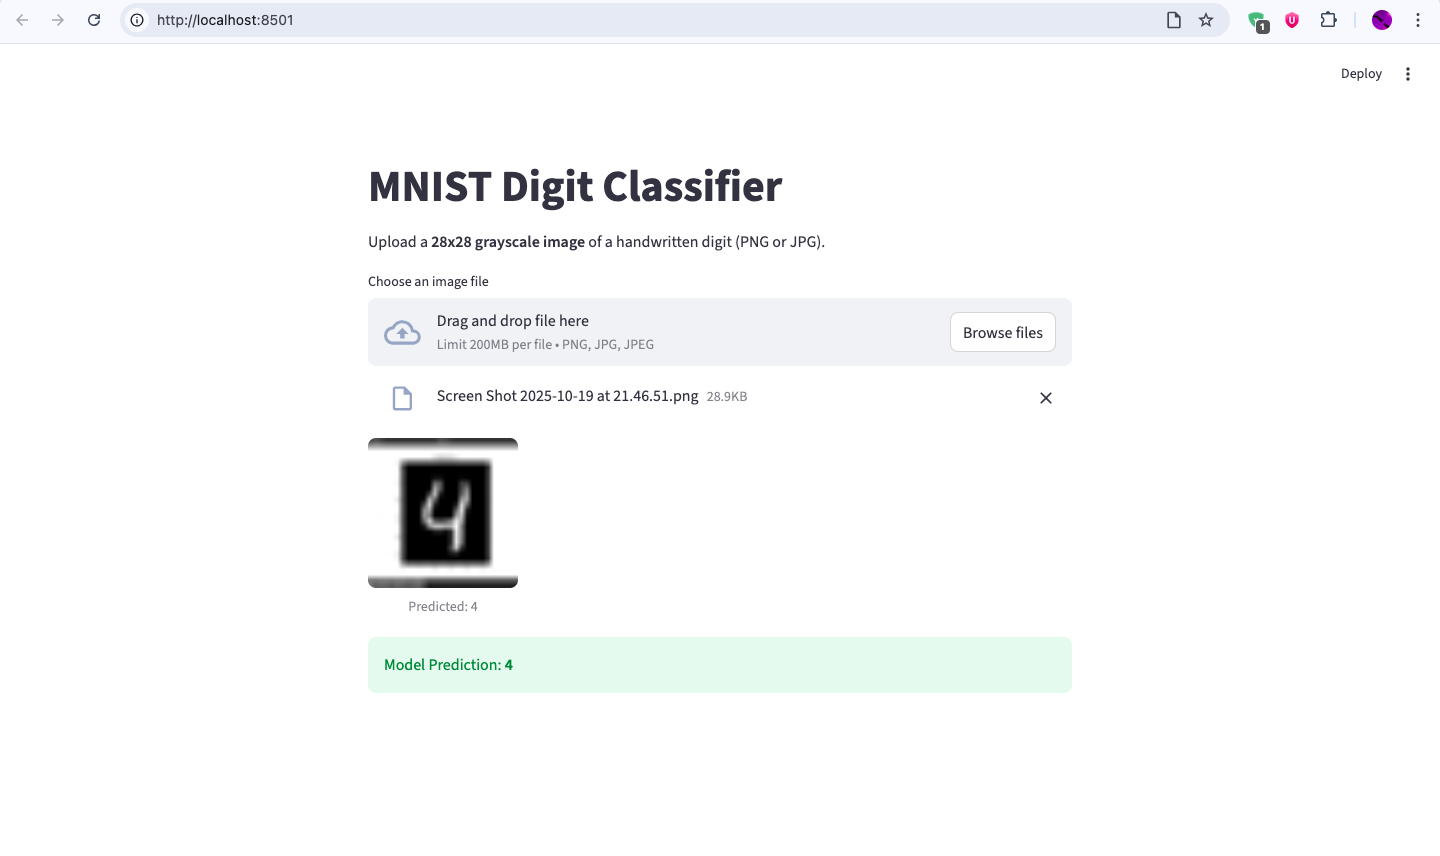 http://localhost:8501
1
Deploy
MNIST Digit Classifier
Upload a 28x28 grayscale image of a handwritten digit (PNG or JPG).
Choose an image file
Drag and drop file here
Limit 200MB per file • PNG, JPG, JPEG
Browse files
Screen Shot 2025-10-19 at 21.46.51.png 28.9KB
4
Predicted: 4
Model Prediction: 4